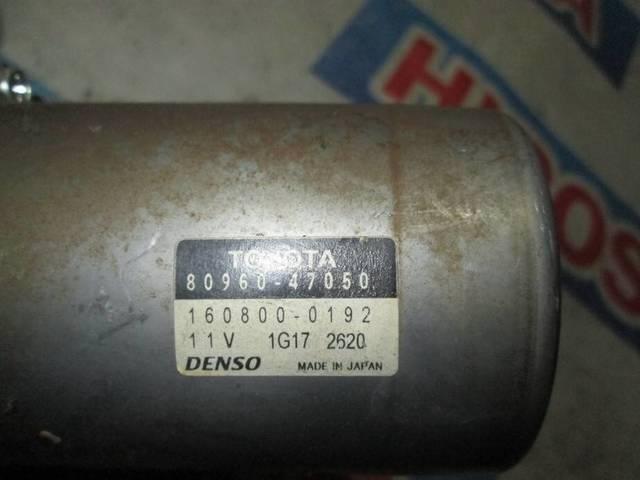 TOYOTA
80960-47050
160800-0192
11V 1G17 2620
DENSO MADE IN JAPAN